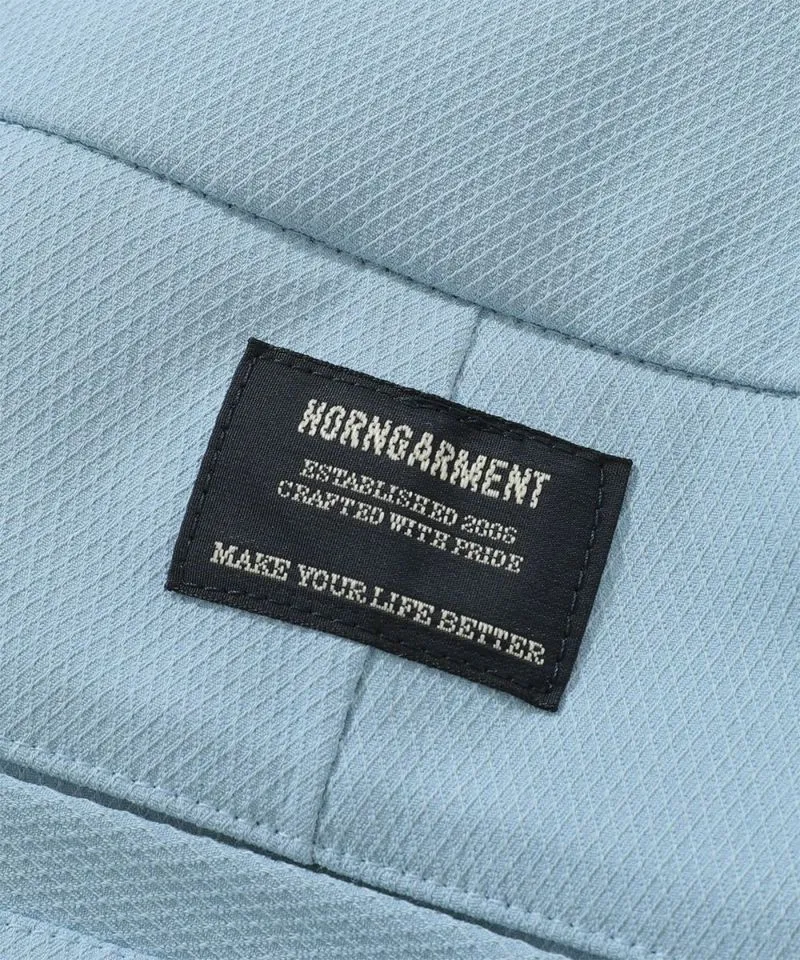 HORNGARMENT
ESTABLISHED 2006
CRAFTED WITH PRIDE
MAKE YOUR LIFE BETTER